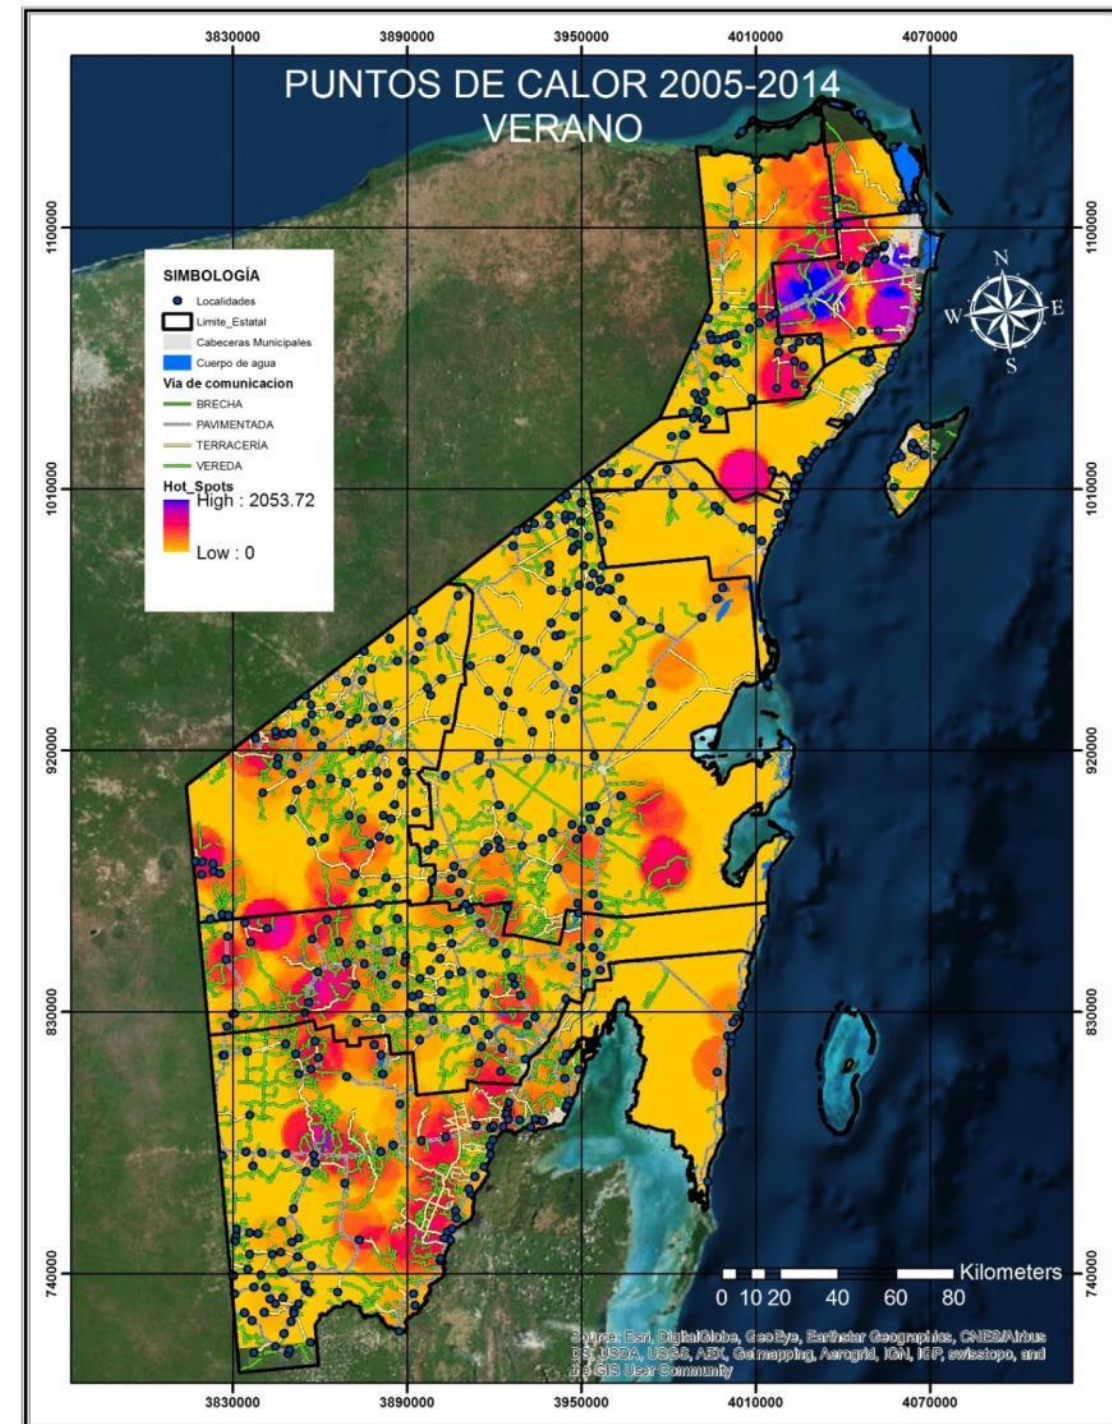 3830000 3890000 3950000 4010000 4070000
PUNTOS DE CALOR 2005-2014
VERANO
1100000 1100000
SIMBOLOGÍA
Localidades
Limite_Estatal
Cabeceras Municipales
Cuerpo de agua
Via de comunicacion
BRECHA
PAVIMENTADA
TERRACERÍA
VEREDA
Hot_Spots
High : 2053.72
Low : 0
N
W E
S
1010000 1010000
920000 920000
830000 830000
740000 740000
Kilometers
0 10 20 40 60 80
Source: Esri, DigitalGlobe, GeoEye, Earthstar Geographics, CNES/Airbus
DS, USDA, USGS, AEX, Getmapping, Aerogrid, IGN, IGP, swisstopo, and
the GIS User Community
3830000 3890000 3950000 4010000 4070000